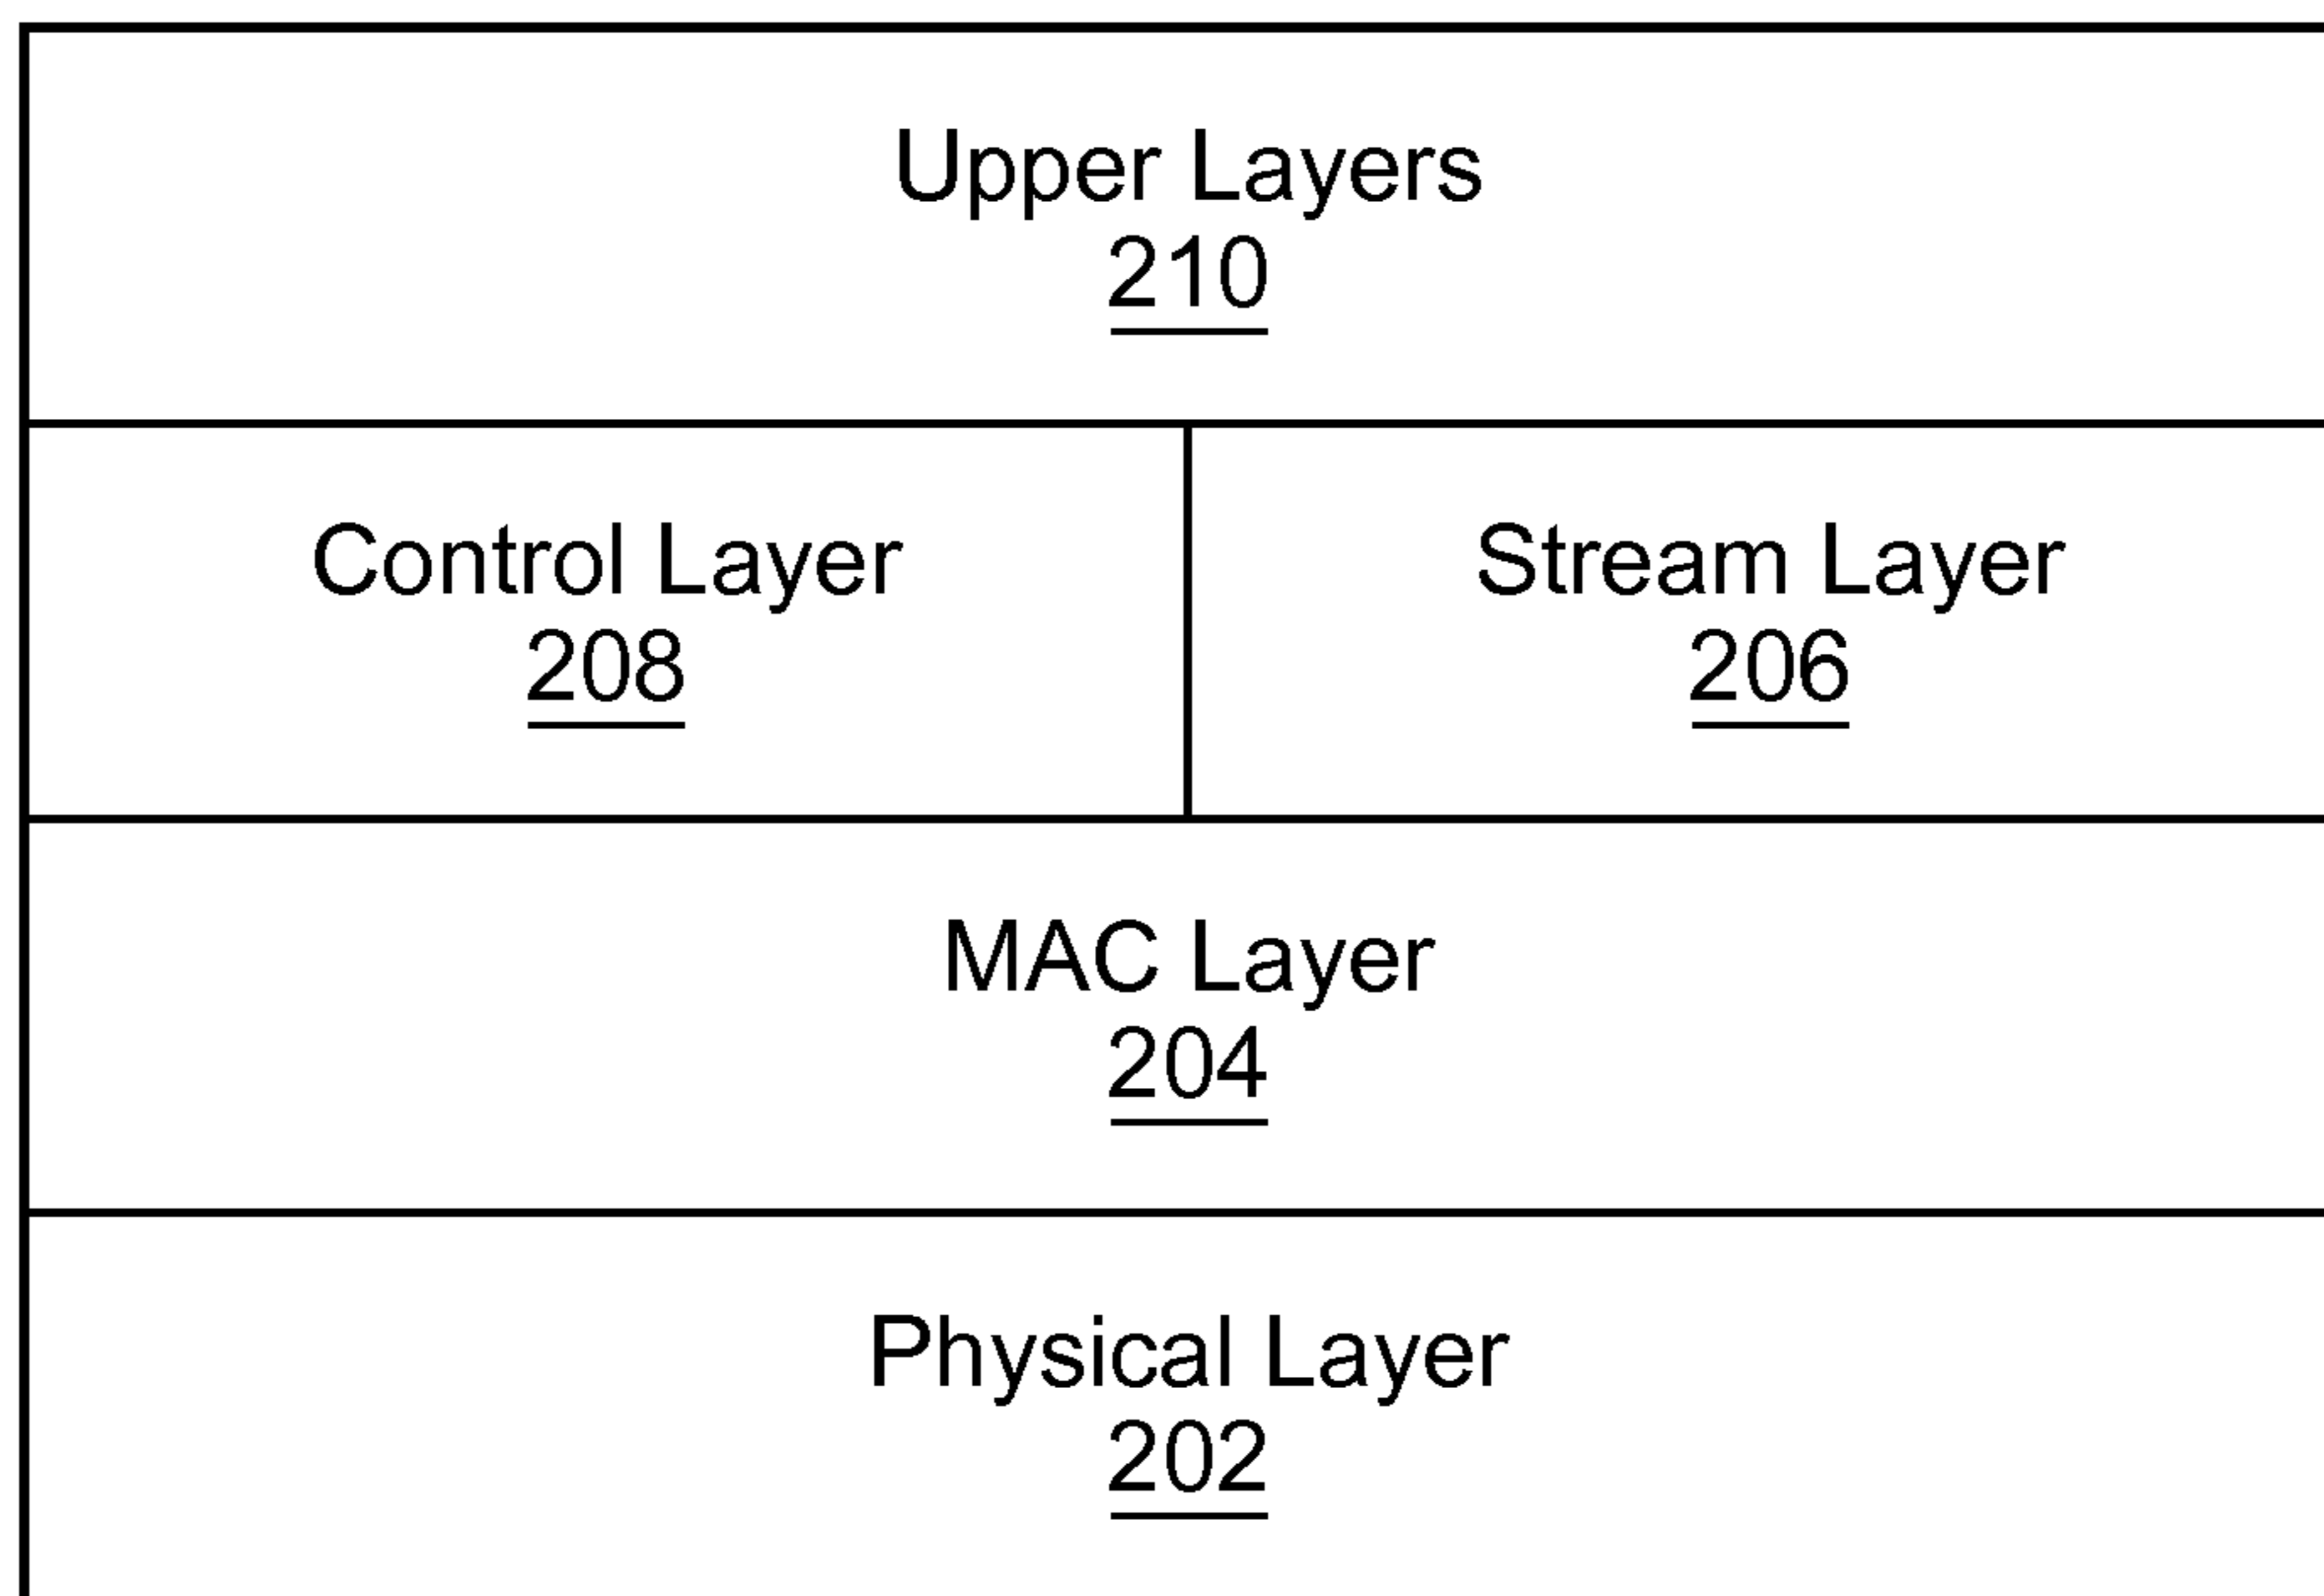 Upper Layers
210
Control Layer
208
Stream Layer
206
MAC Layer
204
Physical Layer
202